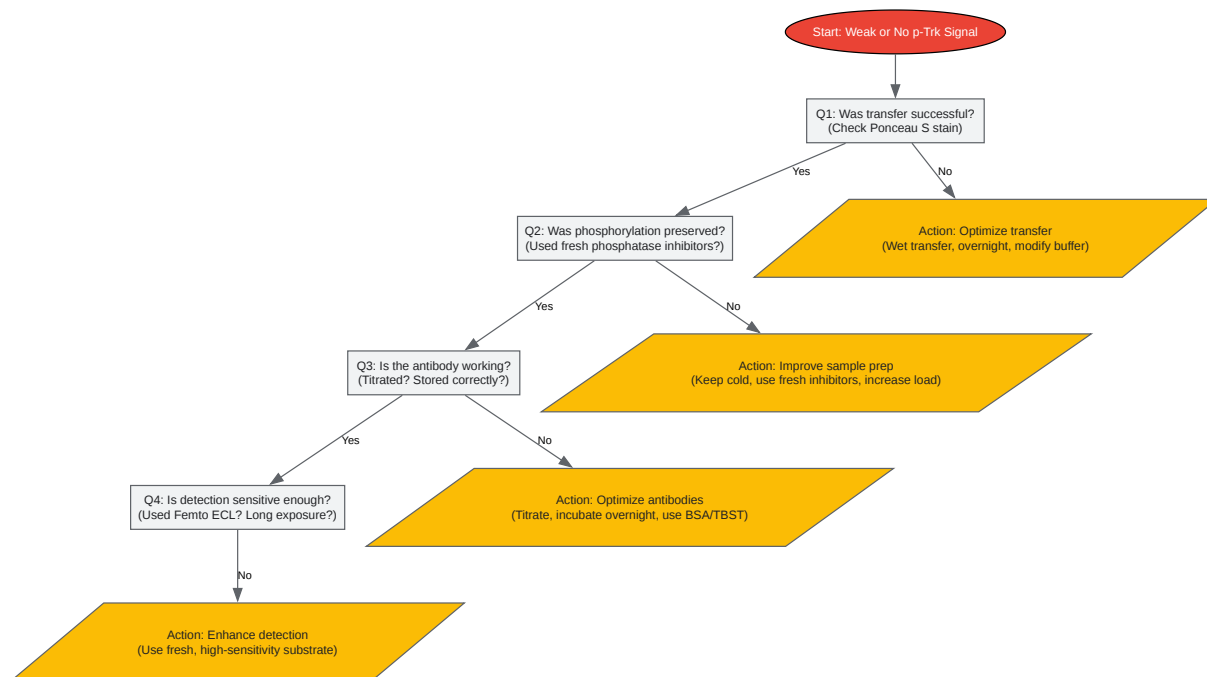 Start: Weak or No p-Trk Signal
Q1: Was transfer successful?
(Check Ponceau S stain)
Yes
No
Q2: Was phosphorylation preserved?
(Used fresh phosphatase inhibitors?)
Action: Optimize transfer
(Wet transfer, overnight, modify buffer)
Yes
No
Q3: Is the antibody working?
(Titrated? Stored correctly?)
Action: Improve sample prep
(Keep cold, use fresh inhibitors, increase load)
Yes
No
Q4: Is detection sensitive enough?
(Used Femto ECL? Long exposure?)
Action: Optimize antibodies
(Titrate, incubate overnight, use BSA/TBST)
No
Action: Enhance detection
(Use fresh, high-sensitivity substrate)